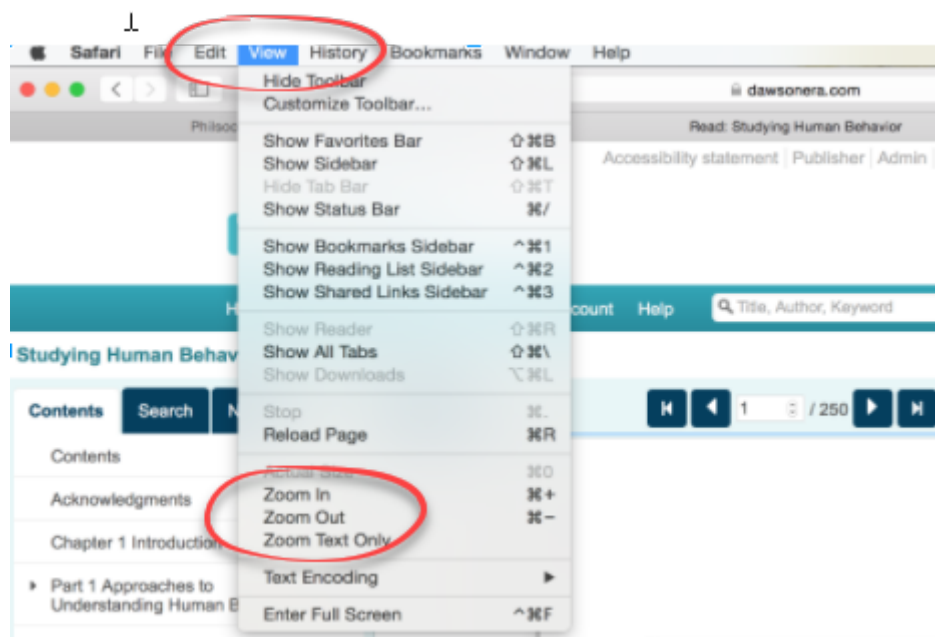 Safari File Edit View History Bookmarks Window Help
Hide Toolbar
Customize Toolbar...
dawsonera.com
Read: Studying Human Behavior
Show Favorites Bar ⇧⌘B
Accessibility statement Publisher Admin
Show Sidebar ⇧⌘L
Hide Tab Bar ⇧⌘T
Show Status Bar ⌘/
Show Bookmarks Sidebar ^⌘1
Show Reading List Sidebar ^⌘2
Show Shared Links Sidebar ^⌘3
count Help Title, Author, Keyword
Show Reader ⇧⌘R
Studying Human Behav
Show All Tabs ⇧⌘\
Show Downloads ⌥⌘L
Contents Search N
1 / 250
Stop ⌘.
Reload Page ⌘R
Contents
Actual Size ⌘0
Acknowledgments
Zoom In ⌘+
Zoom Out ⌘−
Chapter 1 Introduction
Zoom Text Only
Part 1 Approaches to
Understanding Human B
Text Encoding
Enter Full Screen ^⌘F